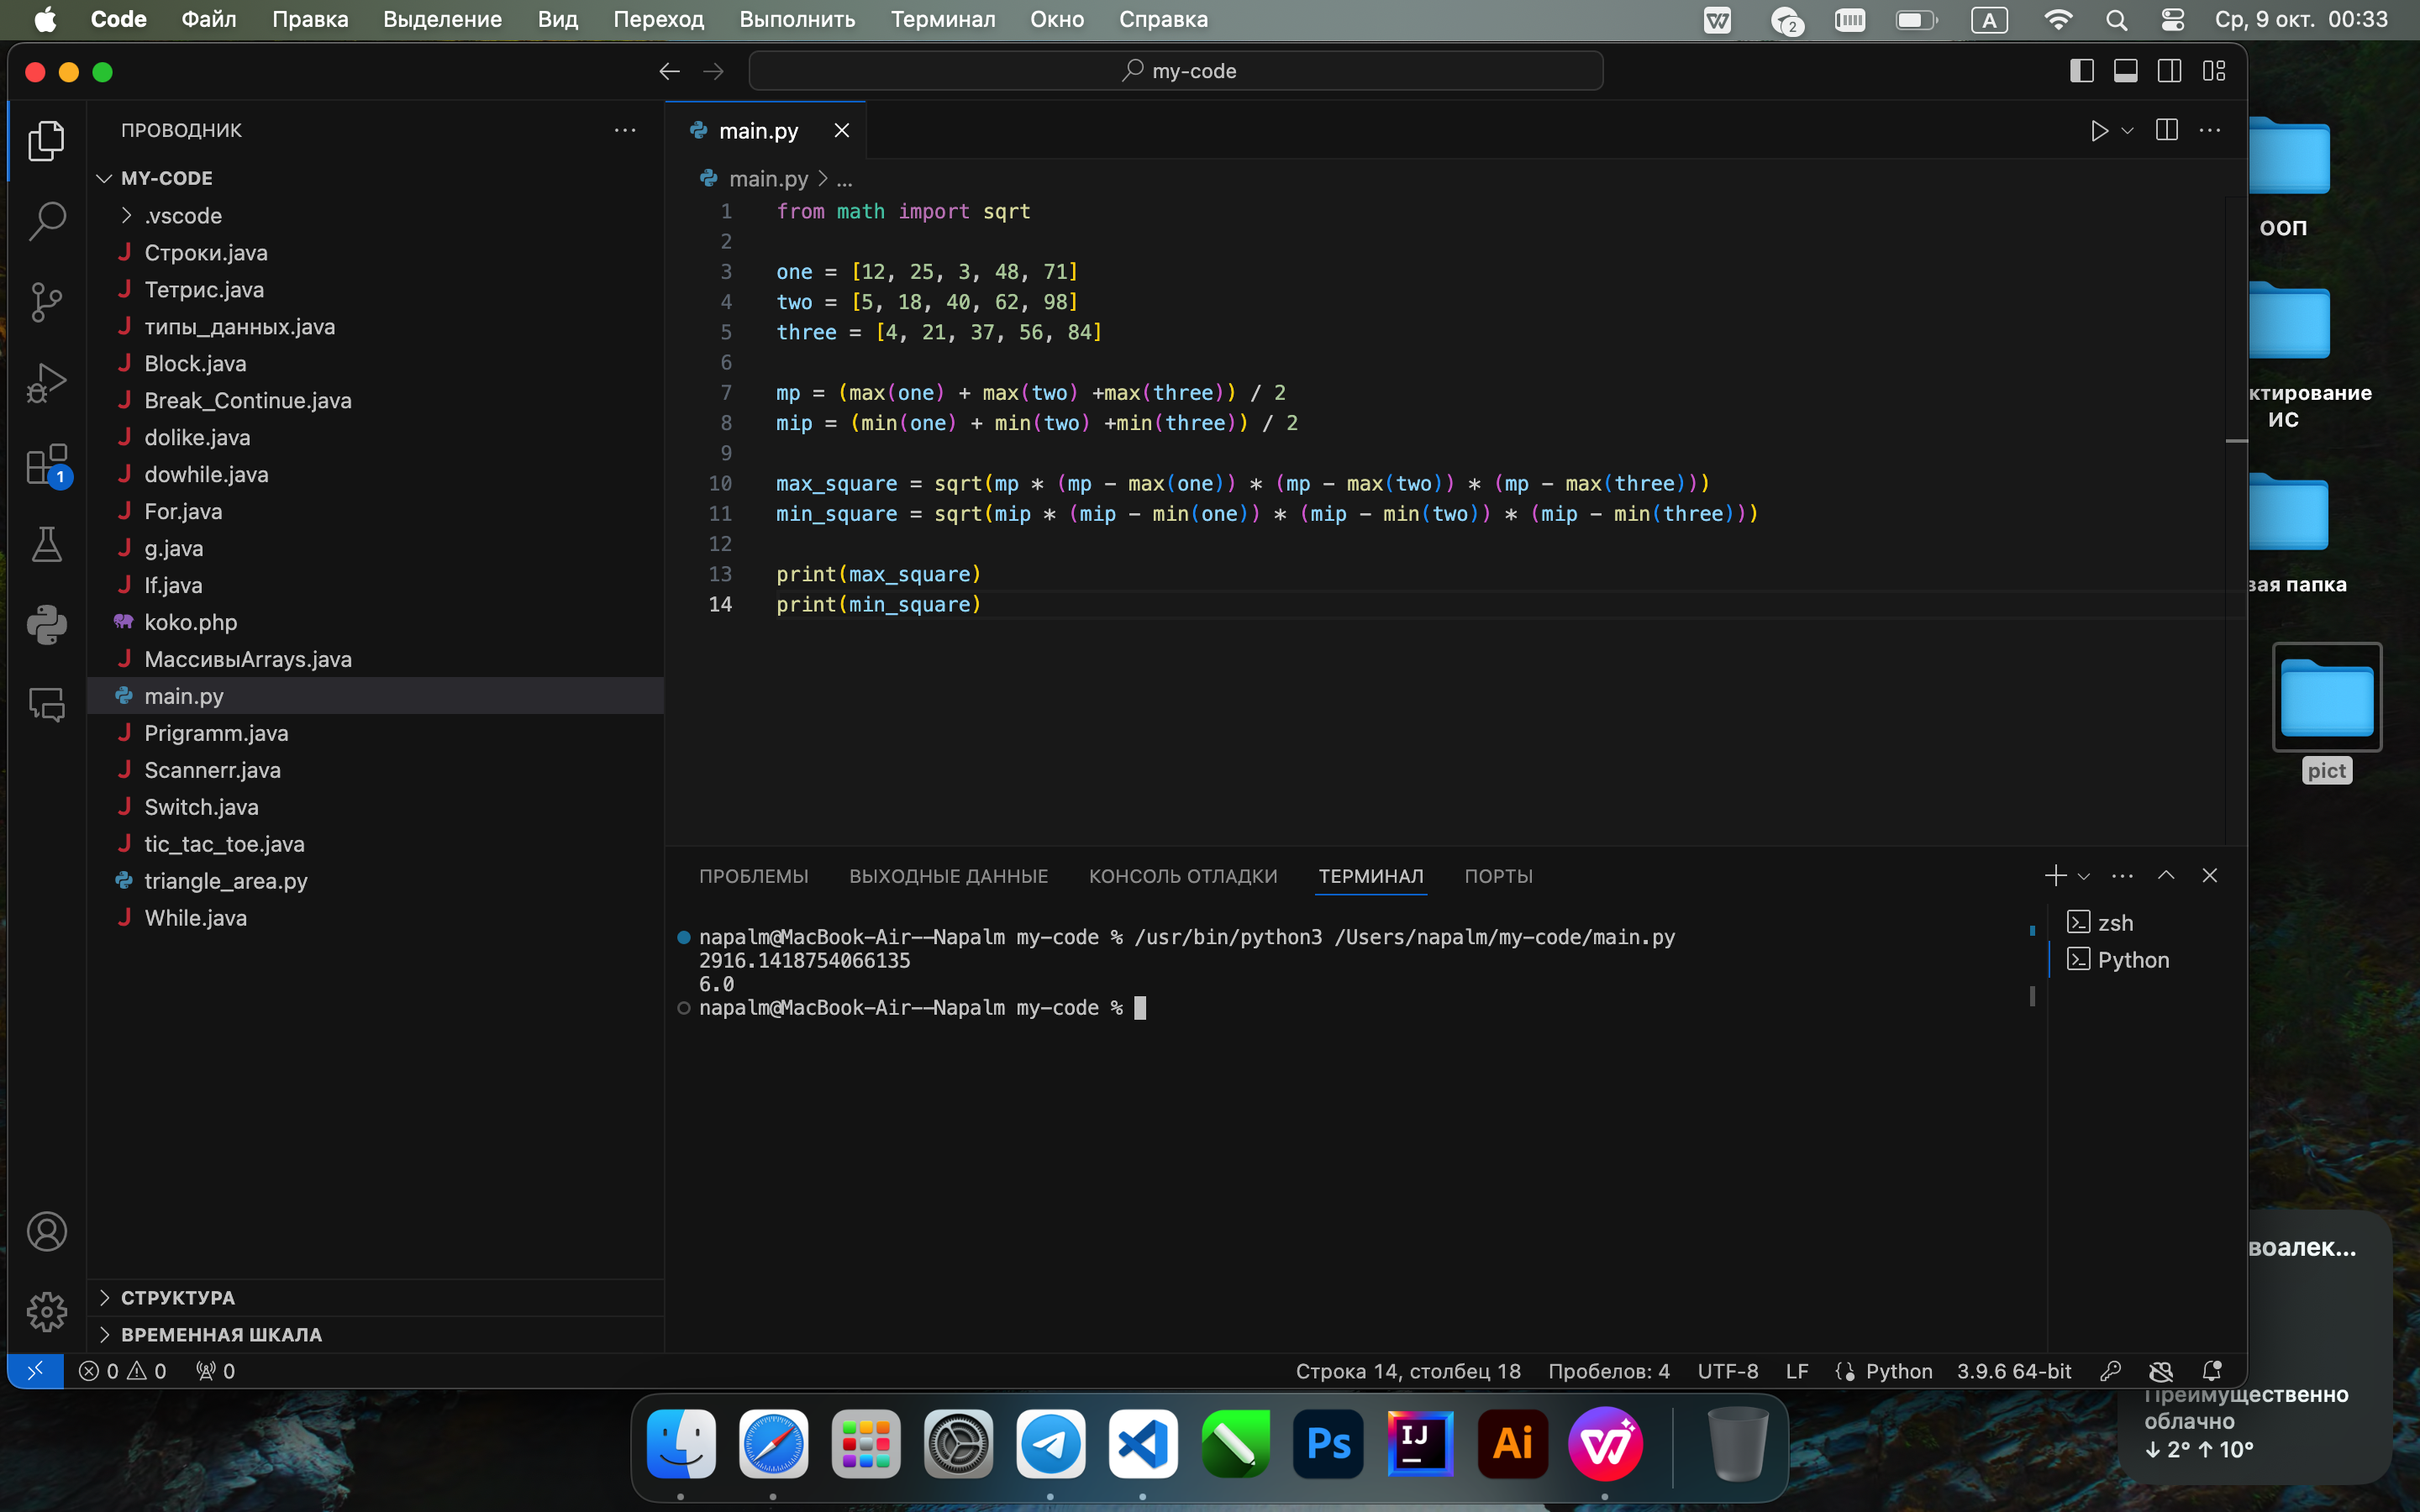 Code Файл Правка Выделение Вид Переход Выполнить Терминал Окно Справка 2 A Ср, 9 окт. 00:33
my-code
ПРОВОДНИК
MY-CODE
.vscode
J Строки.java
J Тетрис.java
J типы_данных.java
J Block.java
J Break_Continue.java
J dolike.java
J dowhile.java
J For.java
J g.java
J If.java
koko.php
J МассивыArrays.java
main.py
J Prigramm.java
J Scannerr.java
J Switch.java
J tic_tac_toe.java
triangle_area.py
J While.java
1
СТРУКТУРА
ВРЕМЕННАЯ ШКАЛА
main.py
main.py > ...
1 from math import sqrt
2
3 one = [12, 25, 3, 48, 71]
4 two = [5, 18, 40, 62, 98]
5 three = [4, 21, 37, 56, 84]
6
7 mp = (max(one) + max(two) +max(three)) / 2
8 mip = (min(one) + min(two) +min(three)) / 2
9
10 max_square = sqrt(mp * (mp - max(one)) * (mp - max(two)) * (mp - max(three)))
11 min_square = sqrt(mip * (mip - min(one)) * (mip - min(two)) * (mip - min(three)))
12
13 print(max_square)
14 print(min_square)
ПРОБЛЕМЫ ВЫХОДНЫЕ ДАННЫЕ КОНСОЛЬ ОТЛАДКИ ТЕРМИНАЛ ПОРТЫ
napalm@MacBook-Air--Napalm my-code % /usr/bin/python3 /Users/napalm/my-code/main.py
2916.1418754066135
6.0
napalm@MacBook-Air--Napalm my-code %
zsh
Python
0 0 0 Строка 14, столбец 18 Пробелов: 4 UTF-8 LF Python 3.9.6 64-bit
ООП
ктирование
ИС
вая папка
pict
воалек...
Преимущественно
облачно
↓ 2° ↑ 10°
Ps IJ Ai